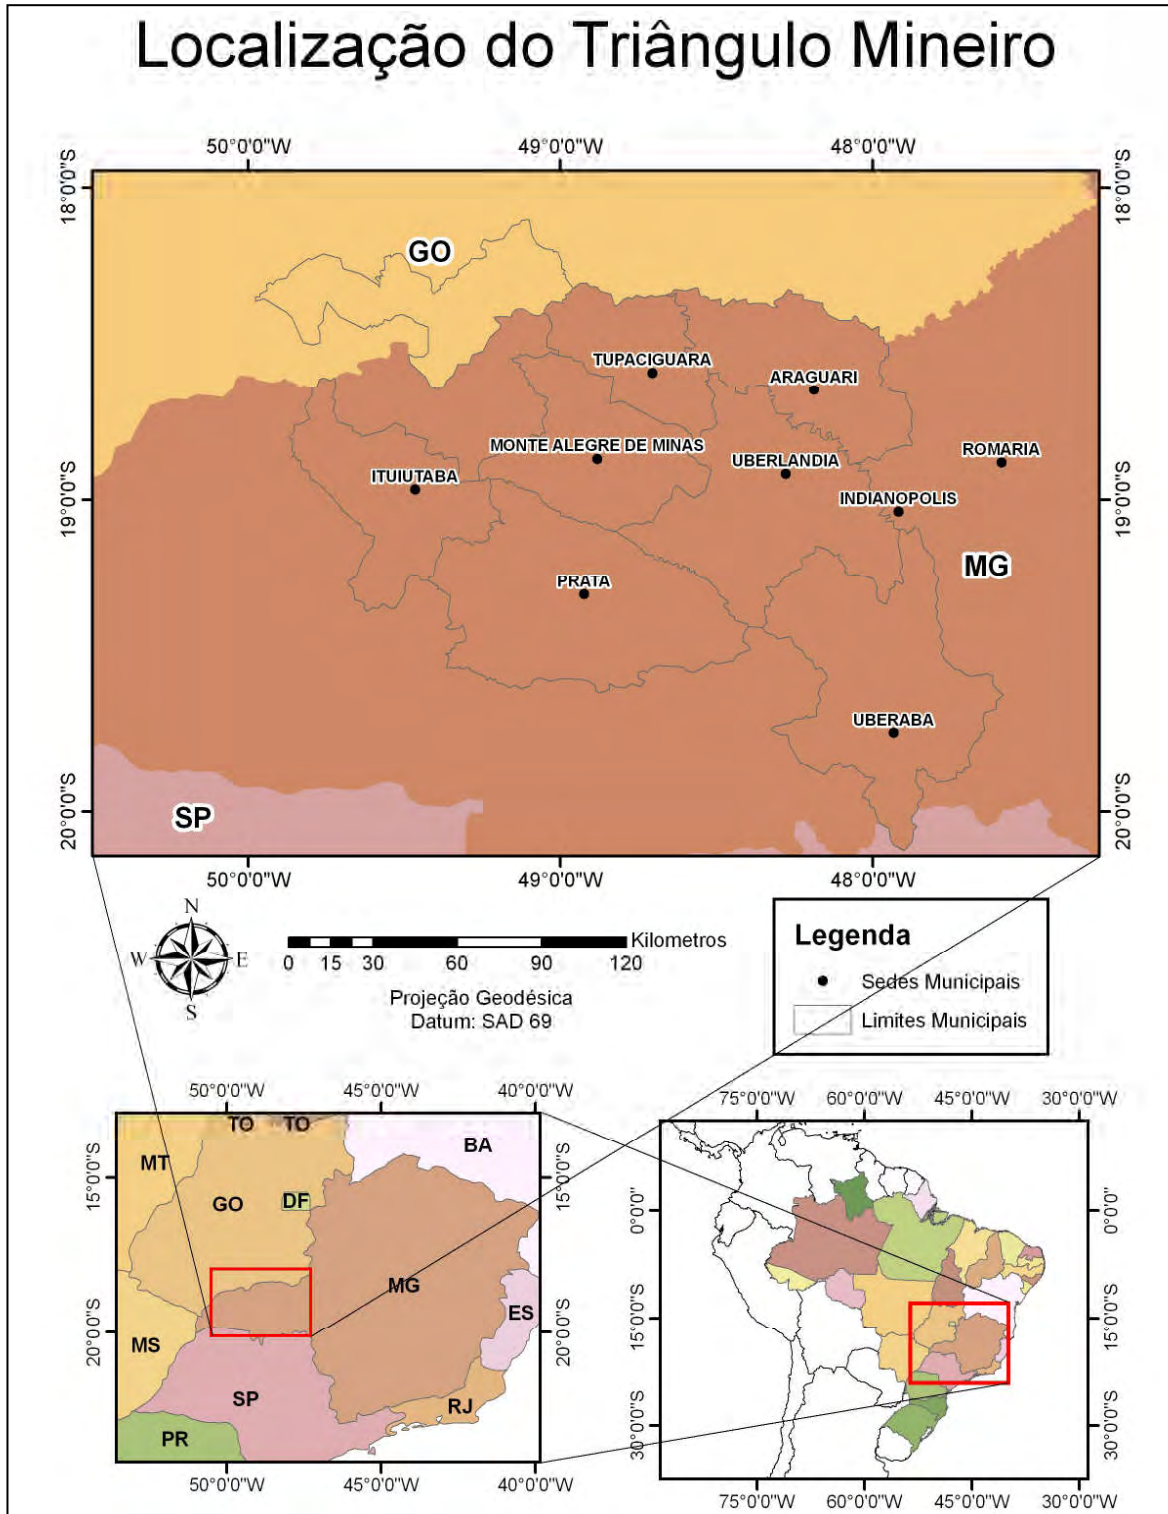 Localização do Triângulo Mineiro
50°0'0"W 49°0'0"W 48°0'0"W
18°0'0"S 18°0'0"S
GO
TUPACIGUARA
ARAGUARI
MONTE ALEGRE DE MINAS
ROMARIA
UBERLANDIA
ITUIUTABA
INDIANOPOLIS
19°0'0"S 19°0'0"S
MG
PRATA
UBERABA
SP
20°0'0"S 20°0'0"S
50°0'0"W 49°0'0"W 48°0'0"W
N
W E
S
Kilometros
0 15 30 60 90 120
Projeção Geodésica
Datum: SAD 69
Legenda
Sedes Municipais
Limites Municipais
50°0'0"W 45°0'0"W 40°0'0"W
TO TO
BA
MT
15°0'0"S 15°0'0"S
GO DF
MG
ES
20°0'0"S 20°0'0"S
MS
SP
RJ
PR
50°0'0"W 45°0'0"W 40°0'0"W
75°0'0"W 60°0'0"W 45°0'0"W 30°0'0"W
0°0'0" 0°0'0"
15°0'0"S 15°0'0"S
30°0'0"S 30°0'0"S
75°0'0"W 60°0'0"W 45°0'0"W 30°0'0"W